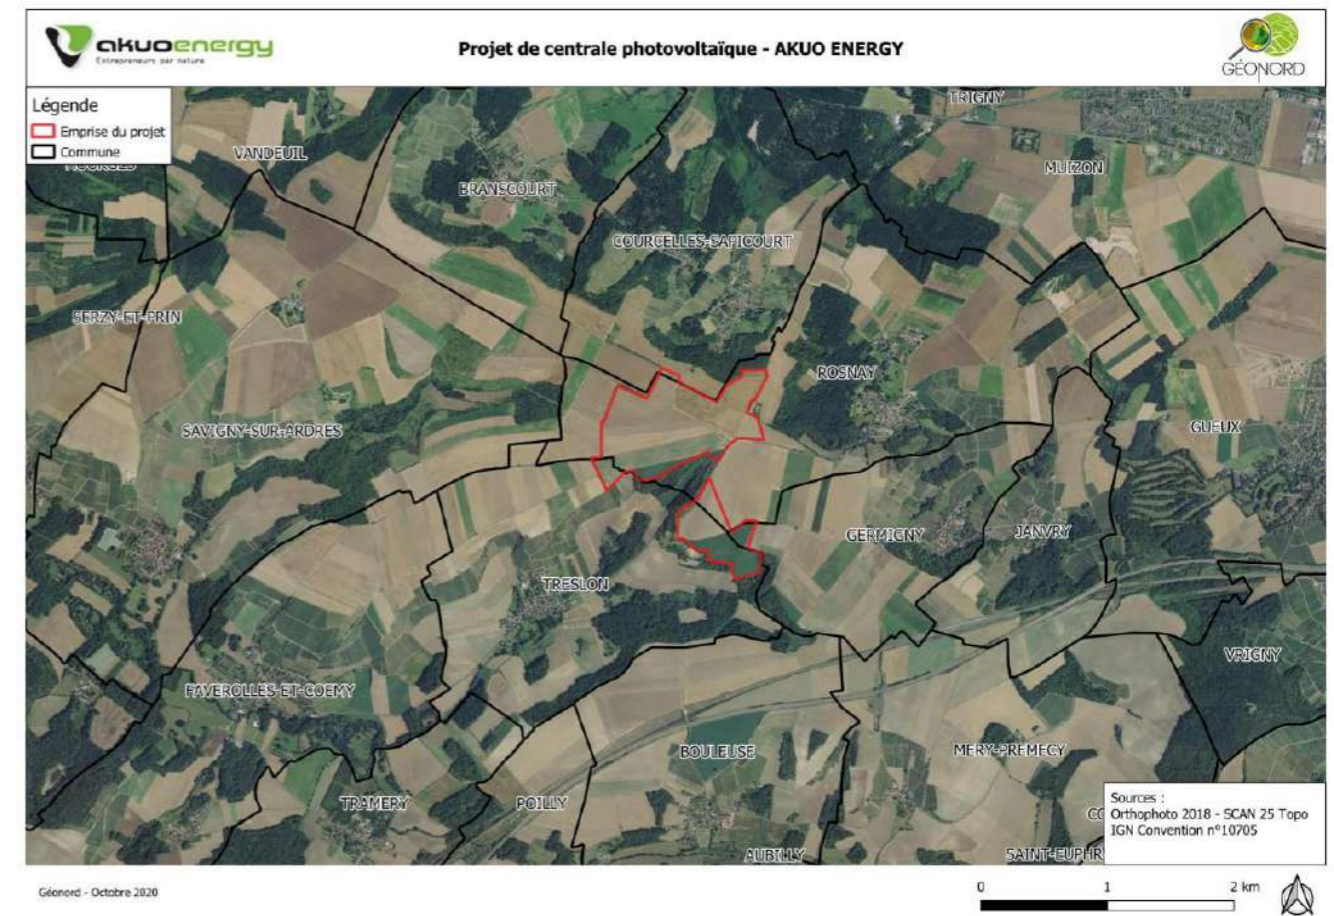 akuoenergy
Entrepreneurs par nature
Projet de centrale photovoltaïque - AKUO ENERGY
GÉONORD
Légende
Emprise du projet
Commune
TRIGNY
VANDEUIL
MUIZON
BRANSCOURT
COURCELLES-SAPICOURT
SERZY-ET-PRIN
ROSNAY
SAVIGNY-SUR-ARDRES
GUEUX
GERMIGNY
JANVRY
TRESLON
VRIGNY
FAVEROLLES-ET-COEMY
BOULEUSE
MERY-PREMECY
TRAMERY
POILLY
AUBILLY
SAINT-EUPHR
Sources :
Orthophoto 2018 - SCAN 25 Topo
IGN Convention n°10705
Géonord - Octobre 2020
0 1 2 km